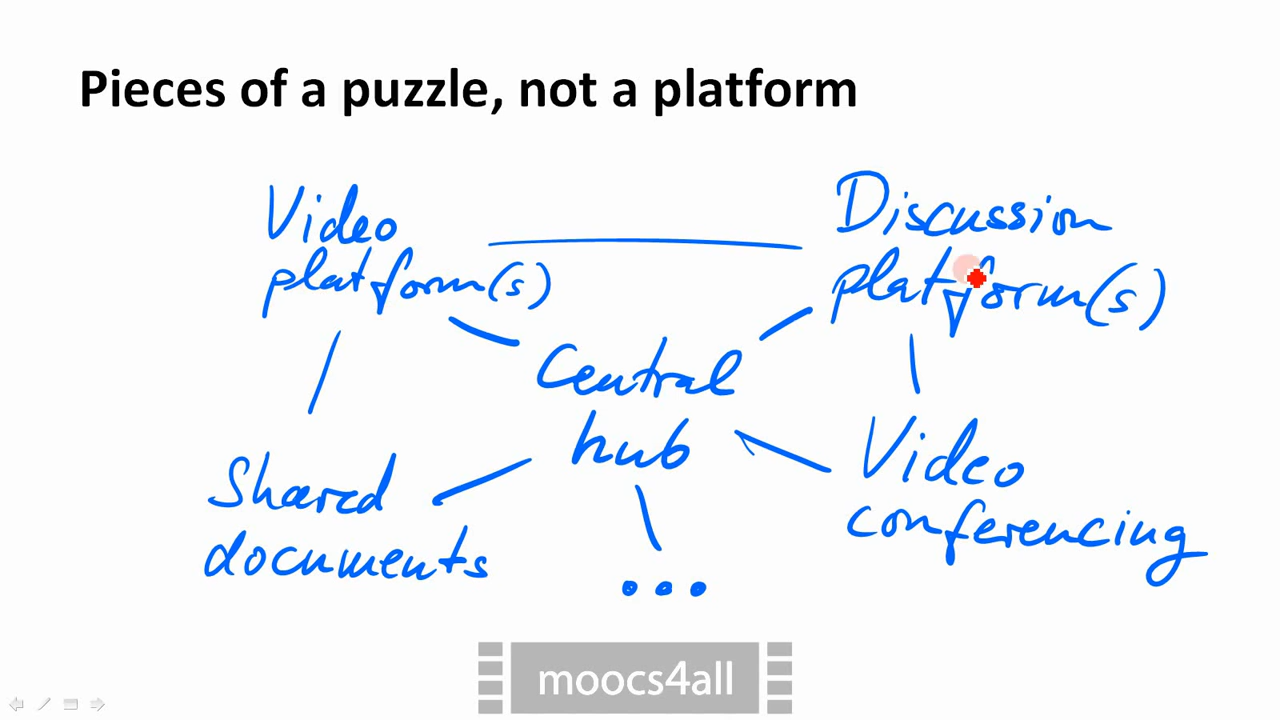 Pieces of a puzzle, not a platform
Video
platform(s)
Discussion
platform(s)
Central
hub
Shared
documents
Video
conferencing
...
moocs4all